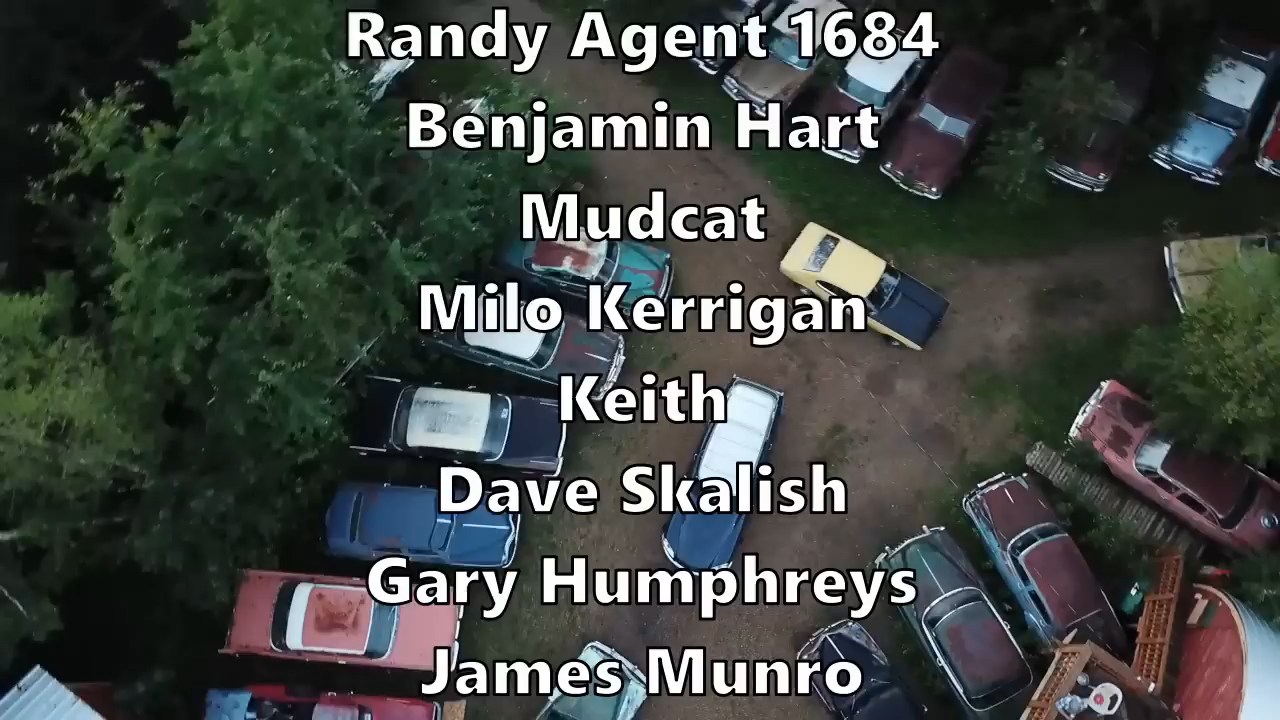 Randy Agent 1684
Benjamin Hart
Mudcat
Milo Kerrigan
Keith
Dave Skalish
Gary Humphreys
James Munro